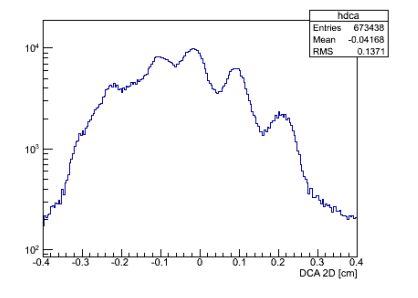 hdca
Entries 673438
Mean -0.04168
RMS 0.1371
10⁴
10³
10²
-0.4 -0.3 -0.2 -0.1 0 0.1 0.2 0.3 0.4
DCA 2D [cm]